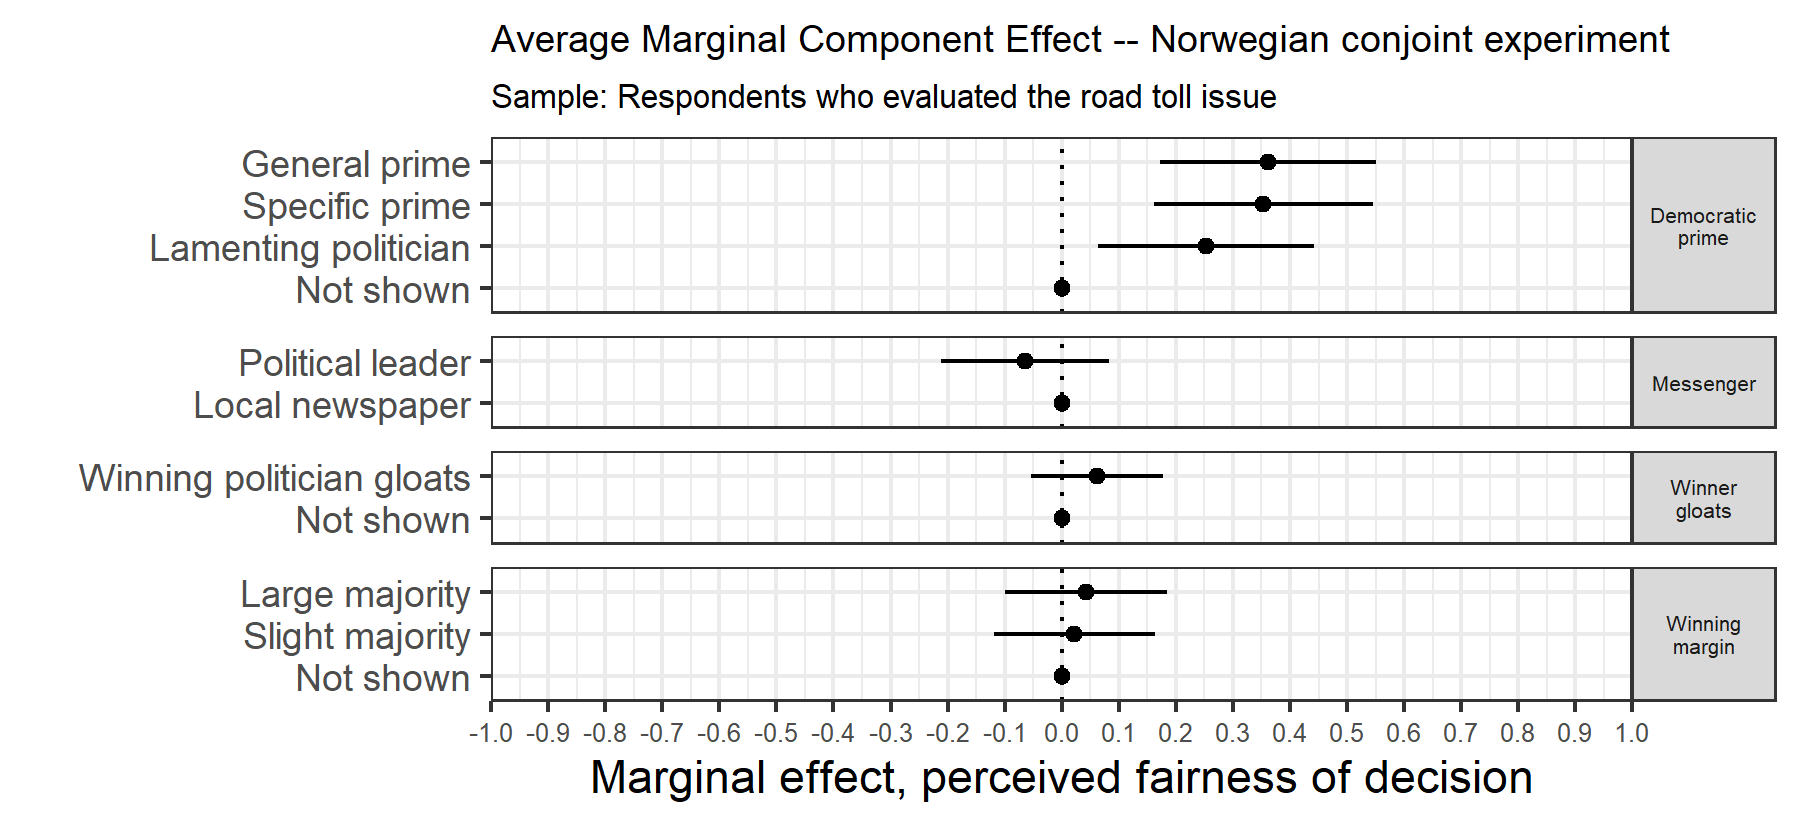 Average Marginal Component Effect -- Norwegian conjoint experiment
Sample: Respondents who evaluated the road toll issue
General prime
Specific prime
Lamenting politician
Not shown
Democratic
prime
Political leader
Local newspaper
Messenger
Winning politician gloats
Not shown
Winner
gloats
Large majority
Slight majority
Not shown
Winning
margin
-1.0 -0.9 -0.8 -0.7 -0.6 -0.5 -0.4 -0.3 -0.2 -0.1 0.0 0.1 0.2 0.3 0.4 0.5 0.6 0.7 0.8 0.9 1.0
Marginal effect, perceived fairness of decision